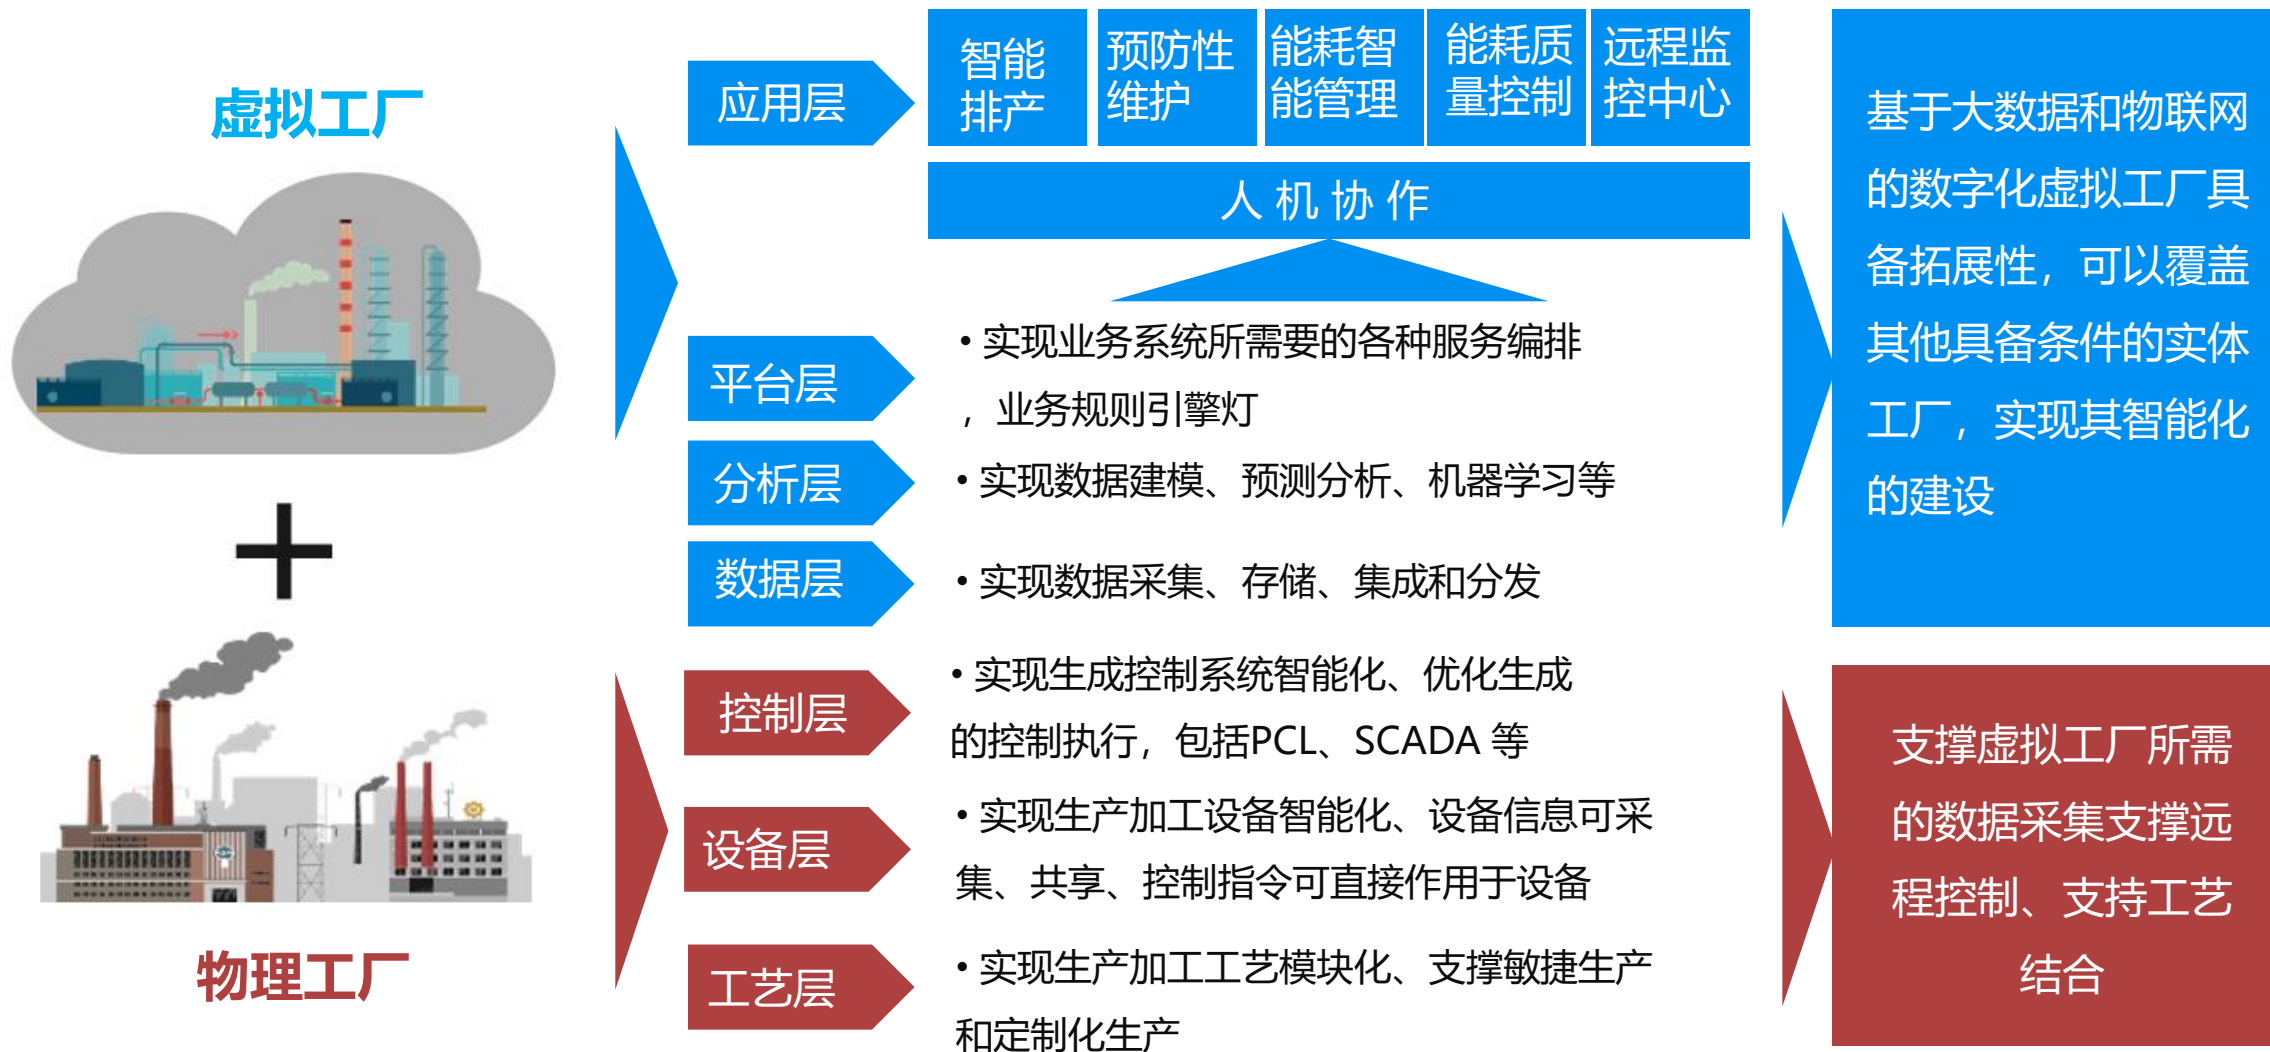 虚拟工厂
物理工厂
应用层
智能
排产
预防性
维护
能耗智
能管理
能耗质
量控制
远程监
控中心
人机协作
平台层
• 实现业务系统所需要的各种服务编排
，业务规则引擎灯
分析层
• 实现数据建模、预测分析、机器学习等
数据层
• 实现数据采集、存储、集成和分发
控制层
• 实现生成控制系统智能化、优化生成
的控制执行，包括PCL、SCADA 等
设备层
• 实现生产加工设备智能化、设备信息可采
集、共享、控制指令可直接作用于设备
工艺层
• 实现生产加工工艺模块化、支撑敏捷生产
和定制化生产
基于大数据和物联网
的数字化虚拟工厂具
备拓展性，可以覆盖
其他具备条件的实体
工厂，实现其智能化
的建设
支撑虚拟工厂所需
的数据采集支撑远
程控制、支持工艺
结合